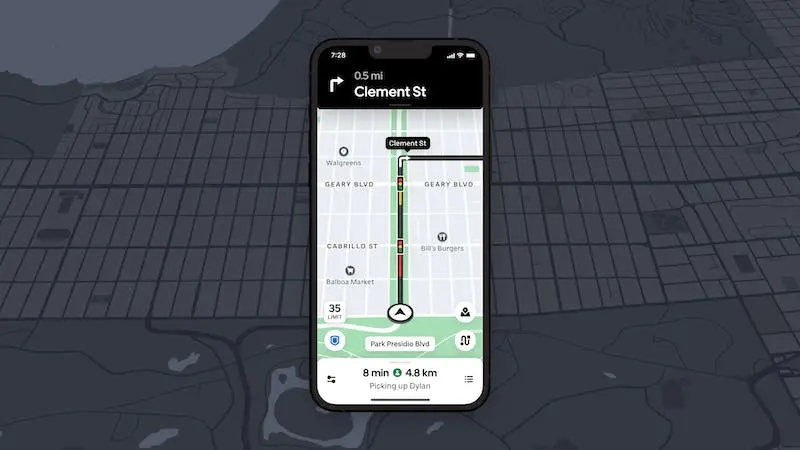 7:28
0.5 mi
Clement St
Clement St
Walgreens
GEARY BLVD
GEARY BLVD
CABRILLO ST
Bill's Burgers
Balboa Market
35
LIMIT
Park Presidio Blvd
8 min 4.8 km
Picking up Dylan